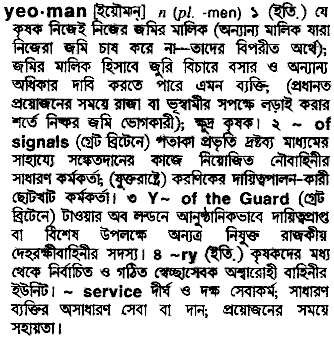 yeo·man [ইয়োমান্] n (pl. -men) ১ (ইতি.) যে
কৃষক নিজেই নিজের জমির মালিক (অন্যান্য মালিক যারা
নিজেরা জমি চাষ করে না—তাদের বিপরীত অর্থে);
জমির মালিক হিসাবে জুরি বিচারে বসার ও অন্যান্য
অধিকার দাবি করতে পারে এমন ব্যক্তি, (প্রধানত
প্রয়োজনের সময়ে রাজা বা ভূস্বামীর সপক্ষে লড়াই করার
শর্তে নিষ্কর জমি ভোগকারী); ক্ষুদ্র কৃষক। ২ ~ of
signals (গ্রেট ব্রিটেনে) পতাকা প্রভৃতি দ্রষ্টব্য মাধ্যমের
সাহায্যে সঙ্কেতদানের কাজে নিয়োজিত নৌবাহিনীর
সাধারণ কর্মকর্তা; (যুক্তরাষ্ট্রে) করণিকের দায়িত্বপালন-কারী
ছোটখাট কর্মকর্তা। ৩ Y~ of the Guard (গ্রেট
ব্রিটেনে) টাওয়ার অব লন্ডনে আনুষ্ঠানিকভাবে দায়িত্বপ্রাপ্ত
বা বিশেষ উপলক্ষে অন্যত্র নিযুক্ত রাজকীয়
দেহরক্ষীবাহিনীর সদস্য। ৪ ~ry (ইতি.) কৃষকদের মধ্য
থেকে নির্বাচিত ও গঠিত স্বেচ্ছাসেবক অশ্বারোহী বাহিনীর
ইউনিট। ~ service দীর্ঘ ও দক্ষ সেবাকর্ম; সাধারণ
ব্যক্তির অসাধারণ সেবা বা দান; প্রয়োজনের সময়ে
সহায়তা।